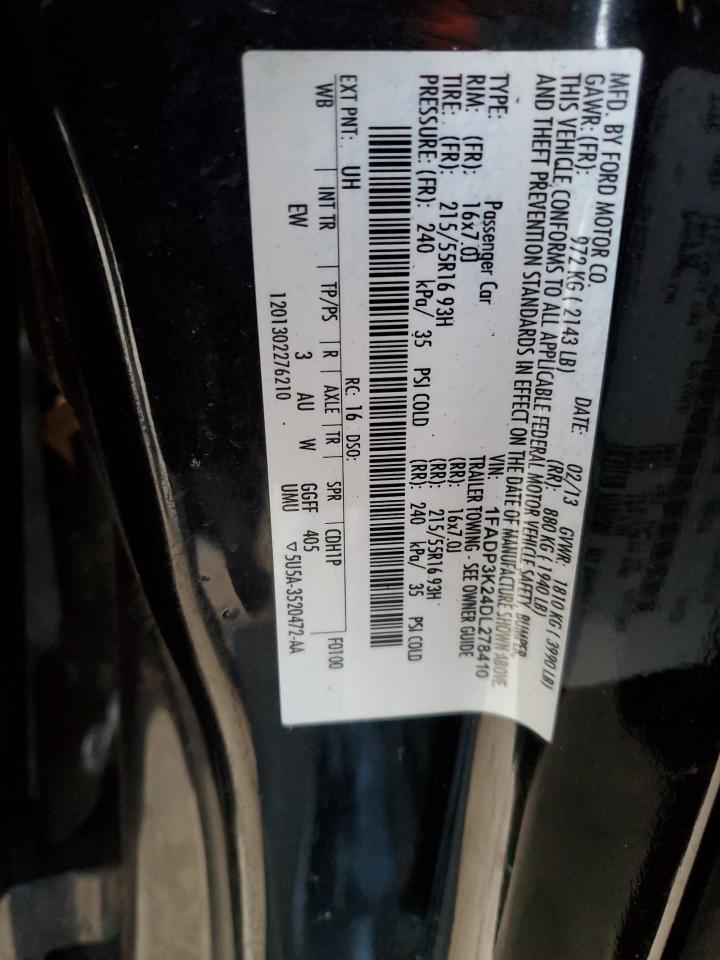 MFD. BY FORD MOTOR CO.
DATE: 02/13 GVWR: 1810 KG ( 3990 LB)
GAWR: (FR): 972 KG ( 2143 LB) (RR): 880 KG ( 1940 LB)
THIS VEHICLE CONFORMS TO ALL APPLICABLE FEDERAL MOTOR VEHICLE SAFETY, BUMPER,
AND THEFT PREVENTION STANDARDS IN EFFECT ON THE DATE OF MANUFACTURE SHOWN ABOVE.
VIN: 1FADP3K24DL278410
TYPE: Passenger Car TRAILER TOWING - SEE OWNER GUIDE
RIM: (FR): 16x7.0J (RR): 16x7.0J
TIRE: (FR): 215/55R16 93H (RR): 215/55R16 93H
PRESSURE: (FR): 240 kPa/ 35 PSI COLD (RR): 240 kPa/ 35 PSI COLD
EXT PNT: UH RC: 16 DSO: F0100
WB INT TR TP/PS R AXLE TR SPR CDH1P
EW 3 AU W GGFF 405
UMU
1201302276210 ▽5U5A-3520472-AA